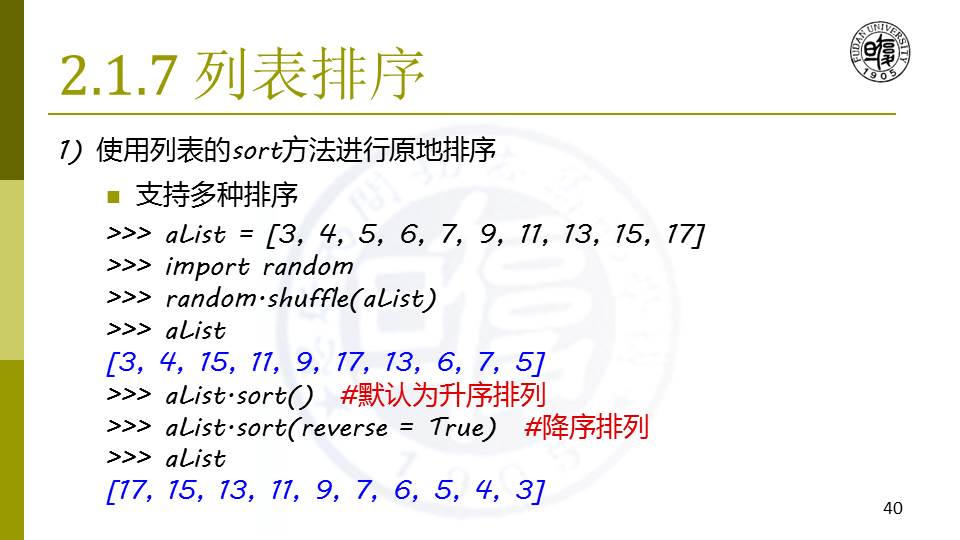 2.1.7 列表排序
FUDAN UNIVERSITY
1905
1) 使用列表的sort方法进行原地排序
支持多种排序
>>> aList = [3, 4, 5, 6, 7, 9, 11, 13, 15, 17]
>>> import random
>>> random.shuffle(aList)
>>> aList
[3, 4, 15, 11, 9, 17, 13, 6, 7, 5]
>>> aList.sort() #默认为升序排列
>>> aList.sort(reverse = True) #降序排列
>>> aList
[17, 15, 13, 11, 9, 7, 6, 5, 4, 3]
40